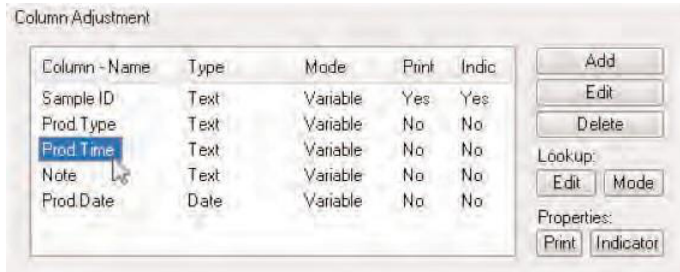 Column Adjustment
Column - Name Type Mode Print Indic
Sample ID Text Variable Yes Yes
Prod.Type Text Variable No No
Prod.Time Text Variable No No
Note Text Variable No No
Prod.Date Date Variable No No
Add
Edit
Delete
Lookup:
Edit Mode
Properties:
Print Indicator